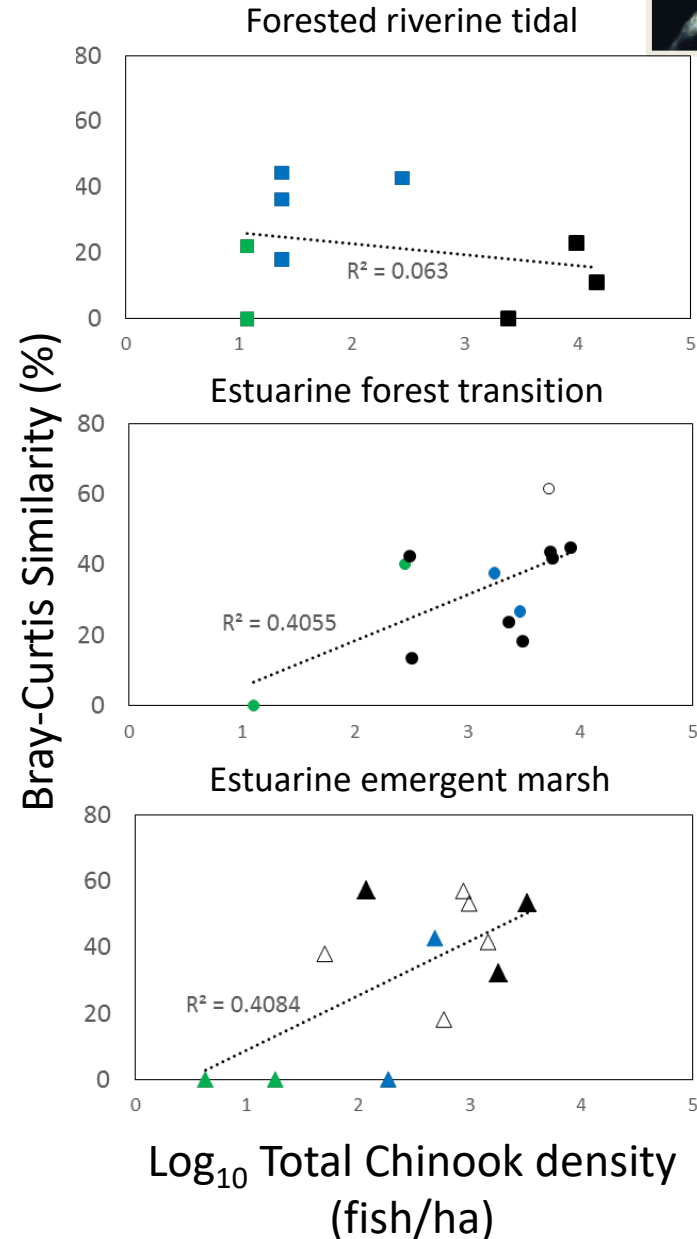 Forested riverine tidal
80
60
40
20
0
R² = 0.063
0 1 2 3 4 5
Bray-Curtis Similarity (%)
Estuarine forest transition
80
60
40
20
0
R² = 0.4055
0 1 2 3 4 5
Estuarine emergent marsh
80
60
40
20
0
R² = 0.4084
0 1 2 3 4 5
Log₁₀ Total Chinook density
(fish/ha)